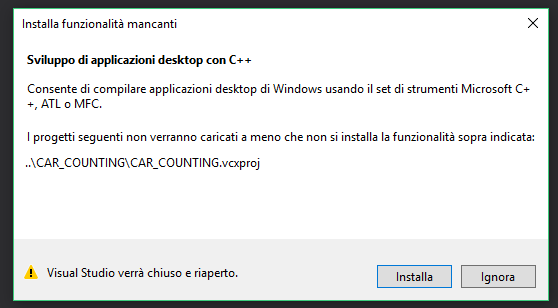 Installa funzionalità mancanti
Sviluppo di applicazioni desktop con C++
Consente di compilare applicazioni desktop di Windows usando il set di strumenti Microsoft C+
+, ATL o MFC.
I progetti seguenti non verranno caricati a meno che non si installa la funzionalità sopra indicata:
..\CAR_COUNTING\CAR_COUNTING.vcxproj
Visual Studio verrà chiuso e riaperto.
Installa
Ignora